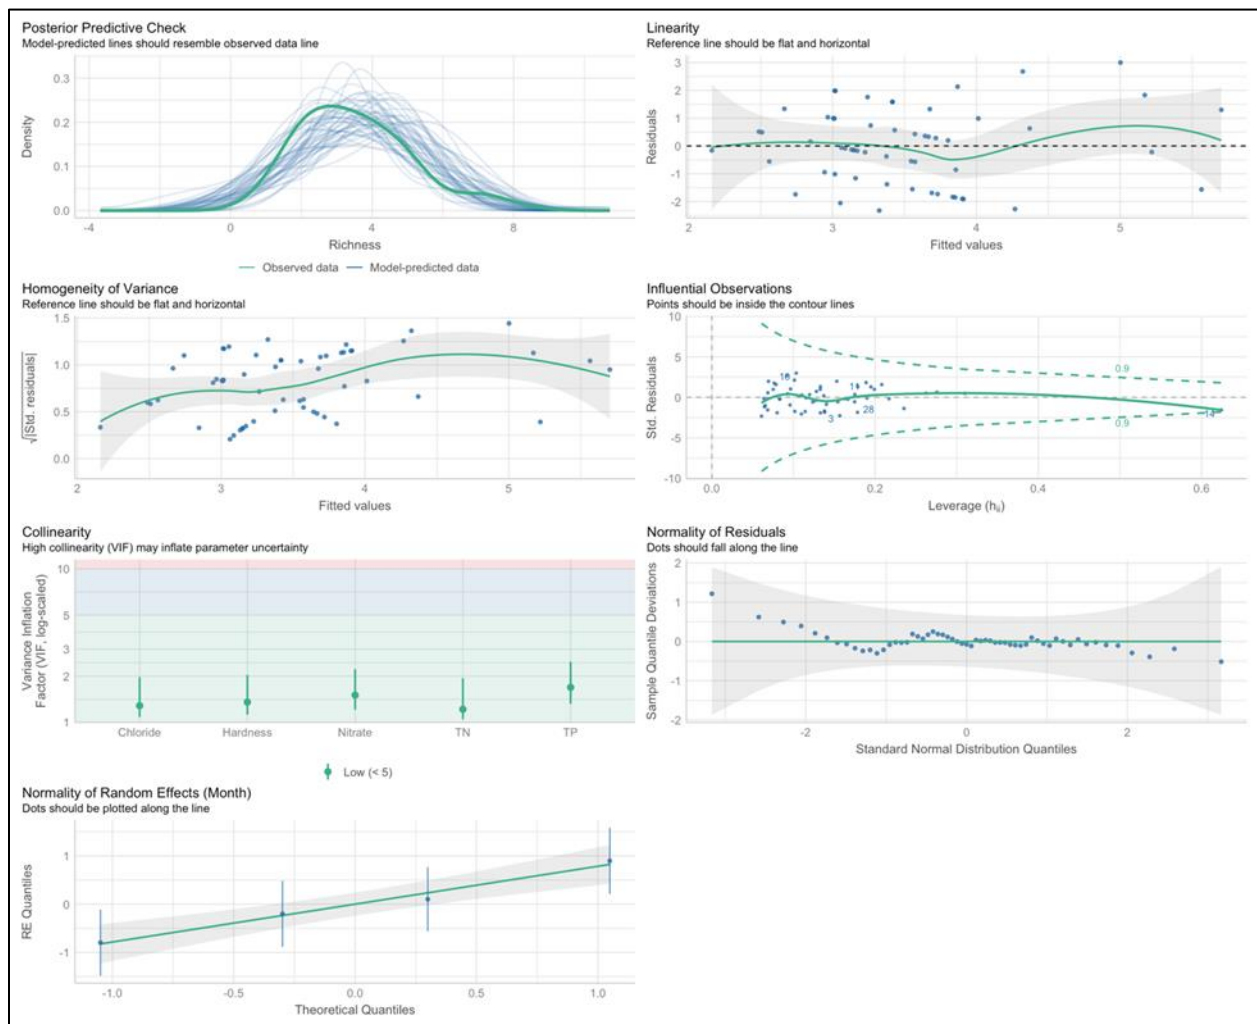 Posterior Predictive Check
Model-predicted lines should resemble observed data line
0.3
0.2
0.1
0.0
Density
-4
0
4
8
Richness
Observed data
Model-predicted data
Linearity
Reference line should be flat and horizontal
3
2
1
0
-1
-2
Residuals
2
3
4
5
Fitted values
Homogeneity of Variance
Reference line should be flat and horizontal
1.5
1.0
0.5
0.0
√|Std. residuals|
2
3
4
5
Fitted values
Influential Observations
Points should be inside the contour lines
10
5
0
-5
-10
Std. Residuals
0.9
0.9
3
28
14
0.0
0.2
0.4
0.6
Leverage (hii)
Collinearity
High collinearity (VIF) may inflate parameter uncertainty
10
5
3
2
1
Variance Inflation
Factor (VIF, log-scaled)
Chloride
Hardness
Nitrate
TN
TP
Low (< 5)
Normality of Residuals
Dots should fall along the line
2
1
0
-1
-2
Sample Quantile Deviations
-2
0
2
Standard Normal Distribution Quantiles
Normality of Random Effects (Month)
Dots should be plotted along the line
1
0
-1
RE Quantiles
-1.0
-0.5
0.0
0.5
1.0
Theoretical Quantiles